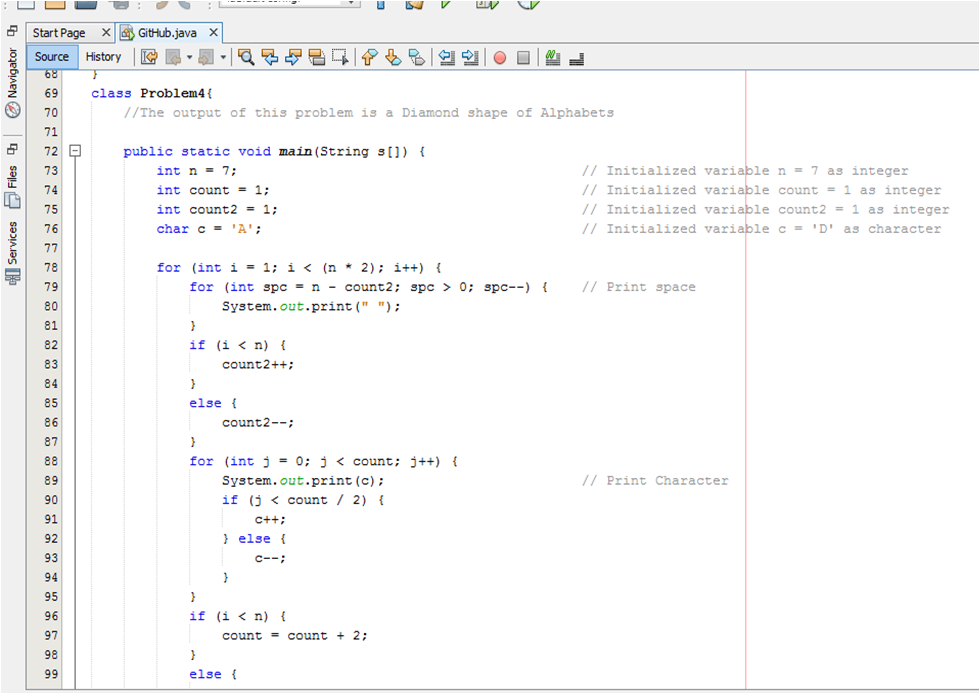 Start Page
GitHub.java
Source
History
Navigator
Files
Services
68 }
69 class Problem4{
70 //The output of this problem is a Diamond shape of Alphabets
71
72 public static void main(String s[]) {
73 int n = 7; // Initialized variable n = 7 as integer
74 int count = 1; // Initialized variable count = 1 as integer
75 int count2 = 1; // Initialized variable count2 = 1 as integer
76 char c = 'A'; // Initialized variable c = 'D' as character
77
78 for (int i = 1; i < (n * 2); i++) {
79 for (int spc = n - count2; spc > 0; spc--) { // Print space
80 System.out.print(" ");
81 }
82 if (i < n) {
83 count2++;
84 }
85 else {
86 count2--;
87 }
88 for (int j = 0; j < count; j++) {
89 System.out.print(c); // Print Character
90 if (j < count / 2) {
91 c++;
92 } else {
93 c--;
94 }
95 }
96 if (i < n) {
97 count = count + 2;
98 }
99 else {